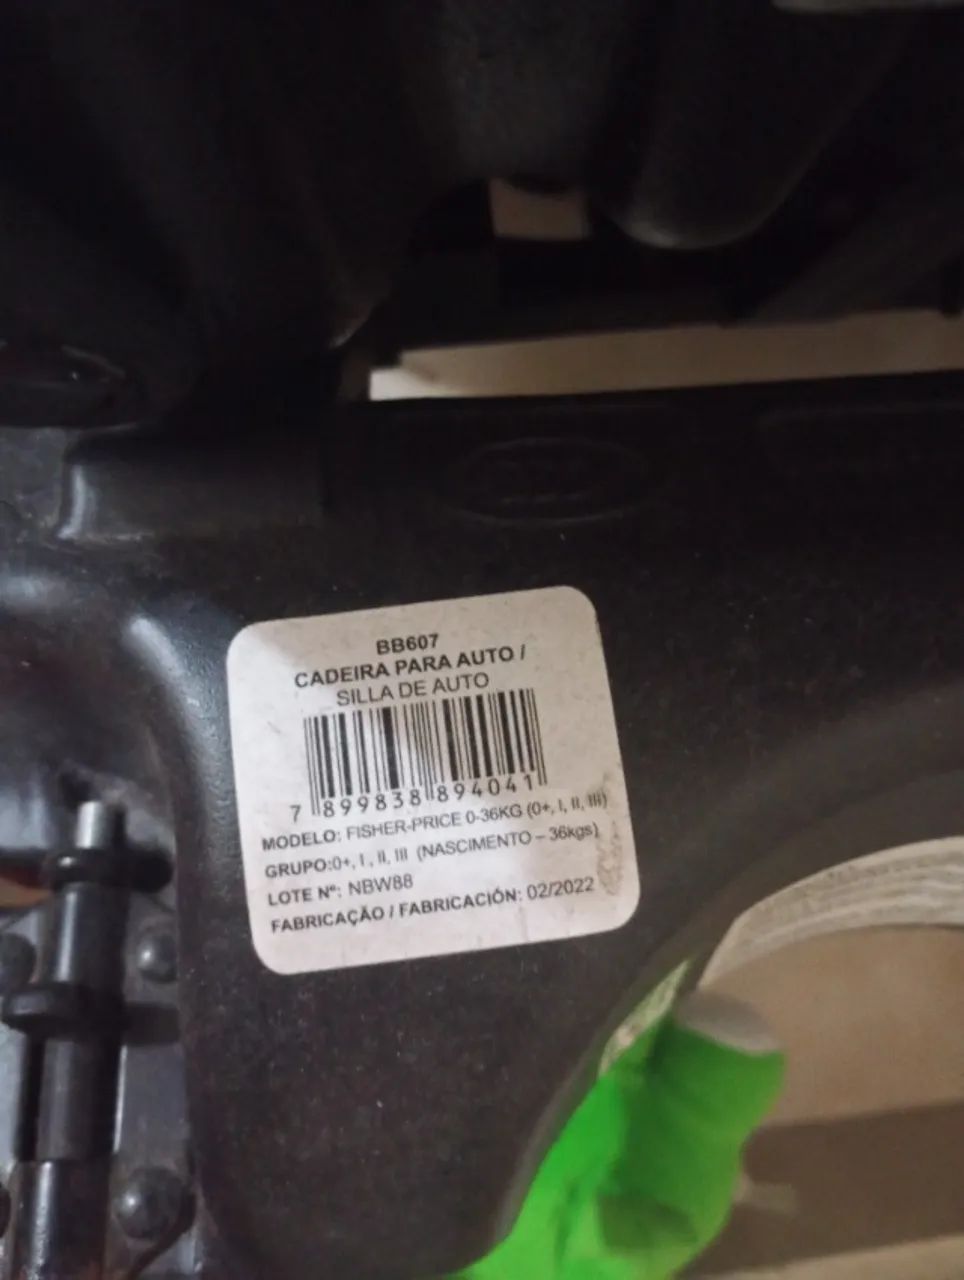 BB607
CADEIRA PARA AUTO /
SILLA DE AUTO
7 899838 894041
MODELO: FISHER-PRICE 0-36KG (0+, I, II, III)
GRUPO:0+, I , II, III (NASCIMENTO – 36kgs)
LOTE Nº: NBW88
FABRICAÇÃO / FABRICACIÓN: 02/2022